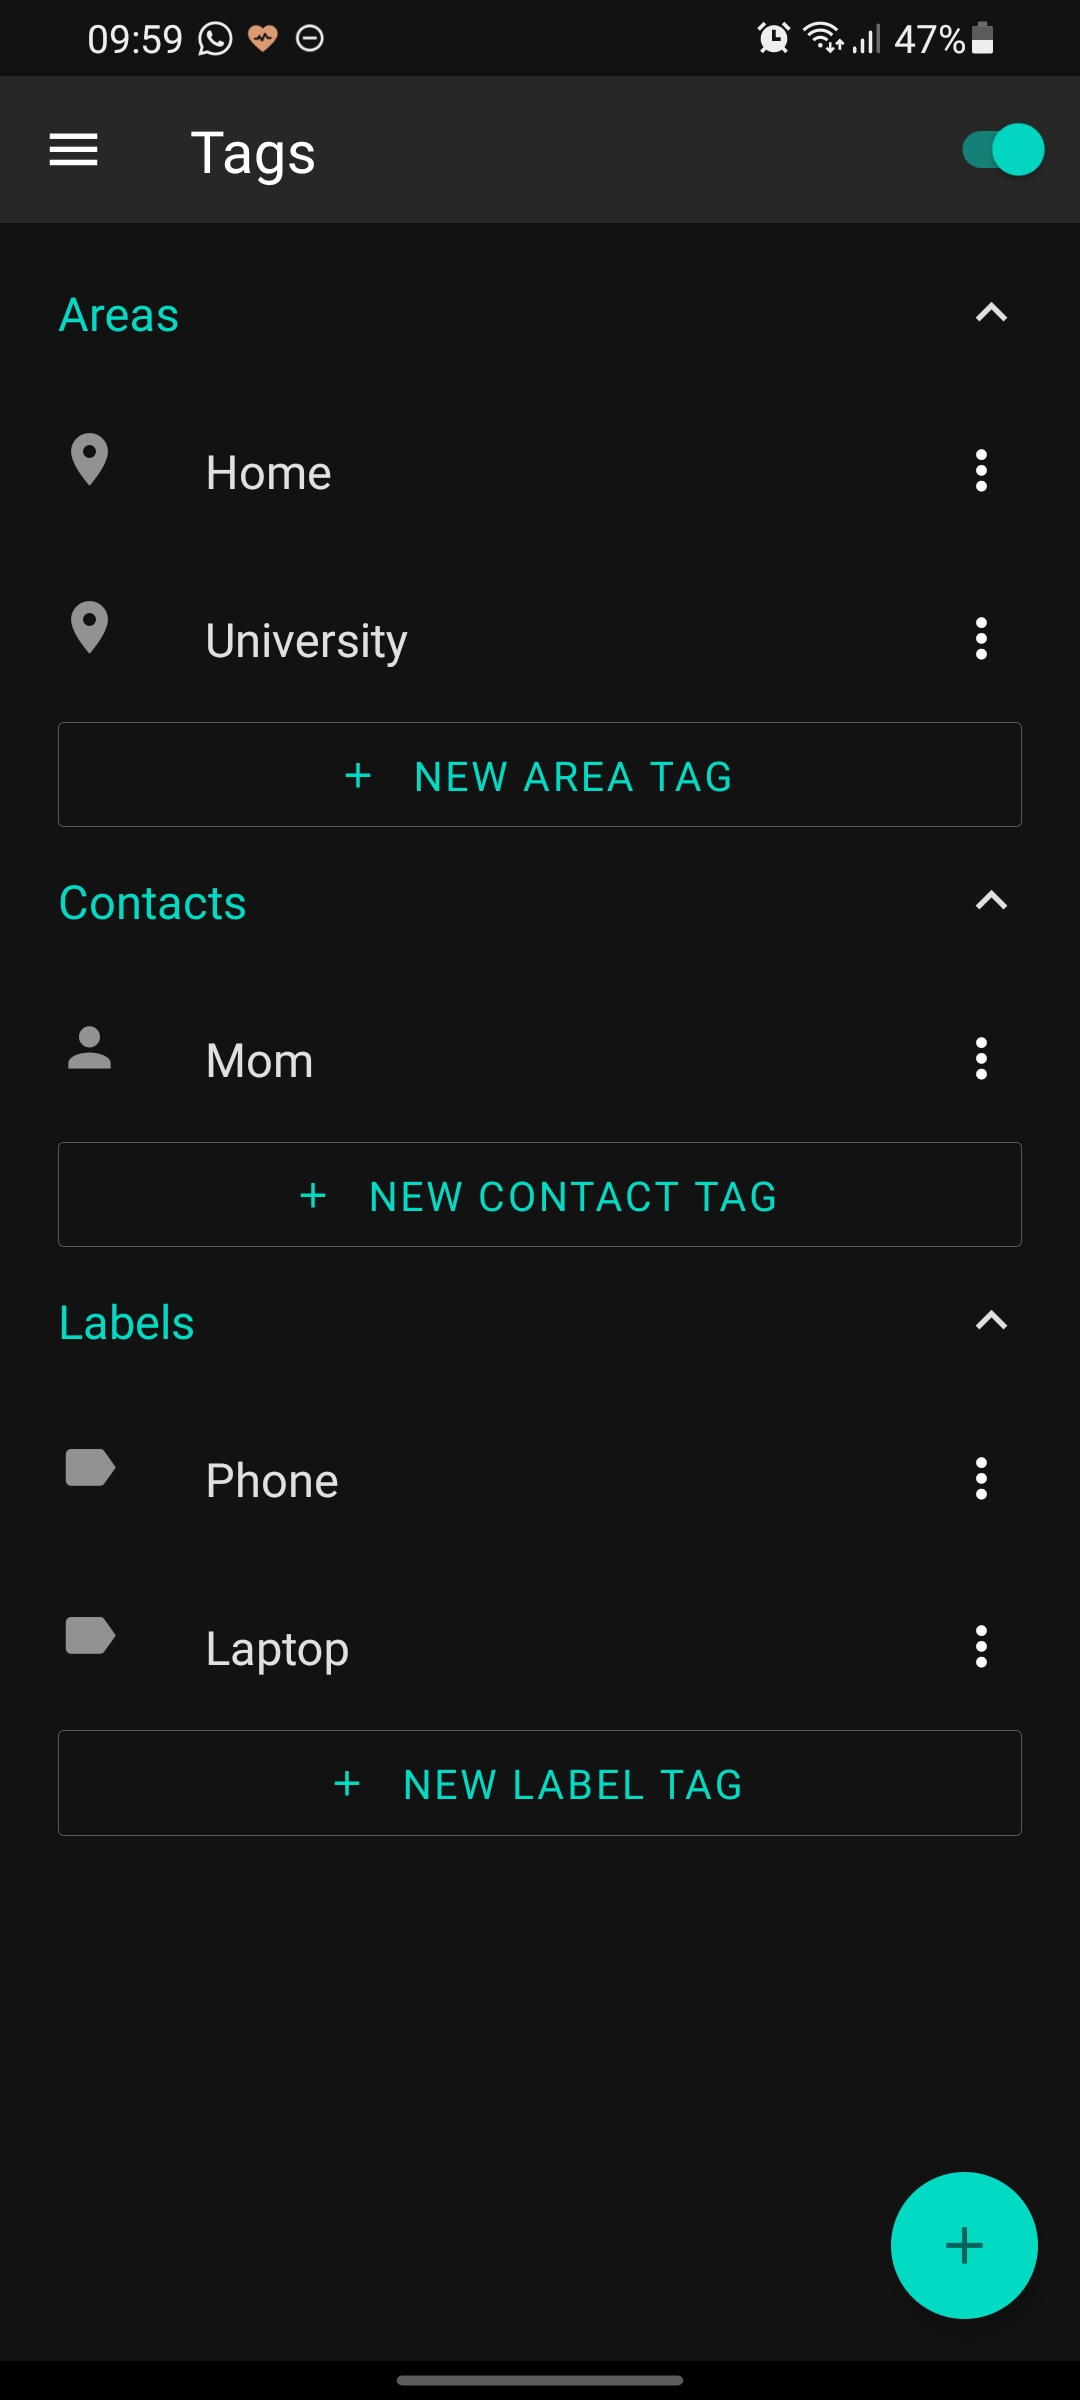 09:59 47%
Tags
Areas
Home
University
+ NEW AREA TAG
Contacts
Mom
+ NEW CONTACT TAG
Labels
Phone
Laptop
+ NEW LABEL TAG
+